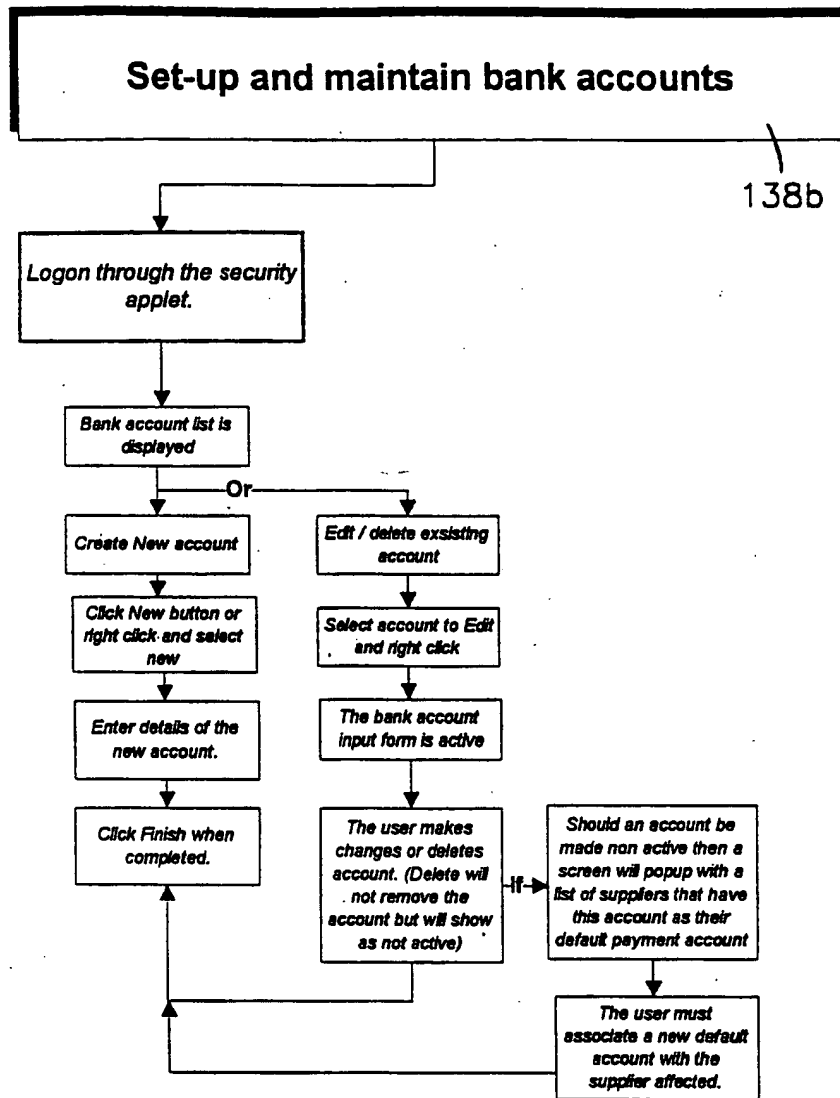 Set-up and maintain bank accounts
138b
Logon through the security
applet.
Bank account list is
displayed
Or
Create New account
Edit / delete exsisting
account
Click New button or
right click and select
new
Select account to Edit
and right click
Enter details of the
new account.
The bank account
input form is active
Click Finish when
completed.
The user makes
changes or deletes
account. (Delete will
not remove the
account but will show
as not active)
If
Should an account be
made non active then a
screen will popup with a
list of suppliers that have
this account as their
default payment account
The user must
associate a new default
account with the
supplier affected.